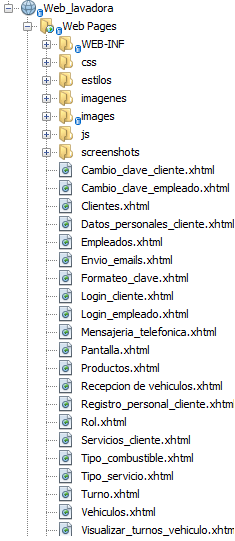 Web_lavadora
Web Pages
WEB-INF
css
estilos
imagenes
images
js
screenshots
Cambio_clave_cliente.xhtml
Cambio_clave_empleado.xhtml
Clientes.xhtml
Datos_personales_cliente.xhtml
Empleados.xhtml
Envio_emails.xhtml
Formateo_clave.xhtml
Login_cliente.xhtml
Login_empleado.xhtml
Mensajeria_telefonica.xhtml
Pantalla.xhtml
Productos.xhtml
Recepcion de vehiculos.xhtml
Registro_personal_cliente.xhtml
Rol.xhtml
Servicios_cliente.xhtml
Tipo_combustible.xhtml
Tipo_servicio.xhtml
Turno.xhtml
Vehiculos.xhtml
Visualizar_turnos_vehiculo.xhtml